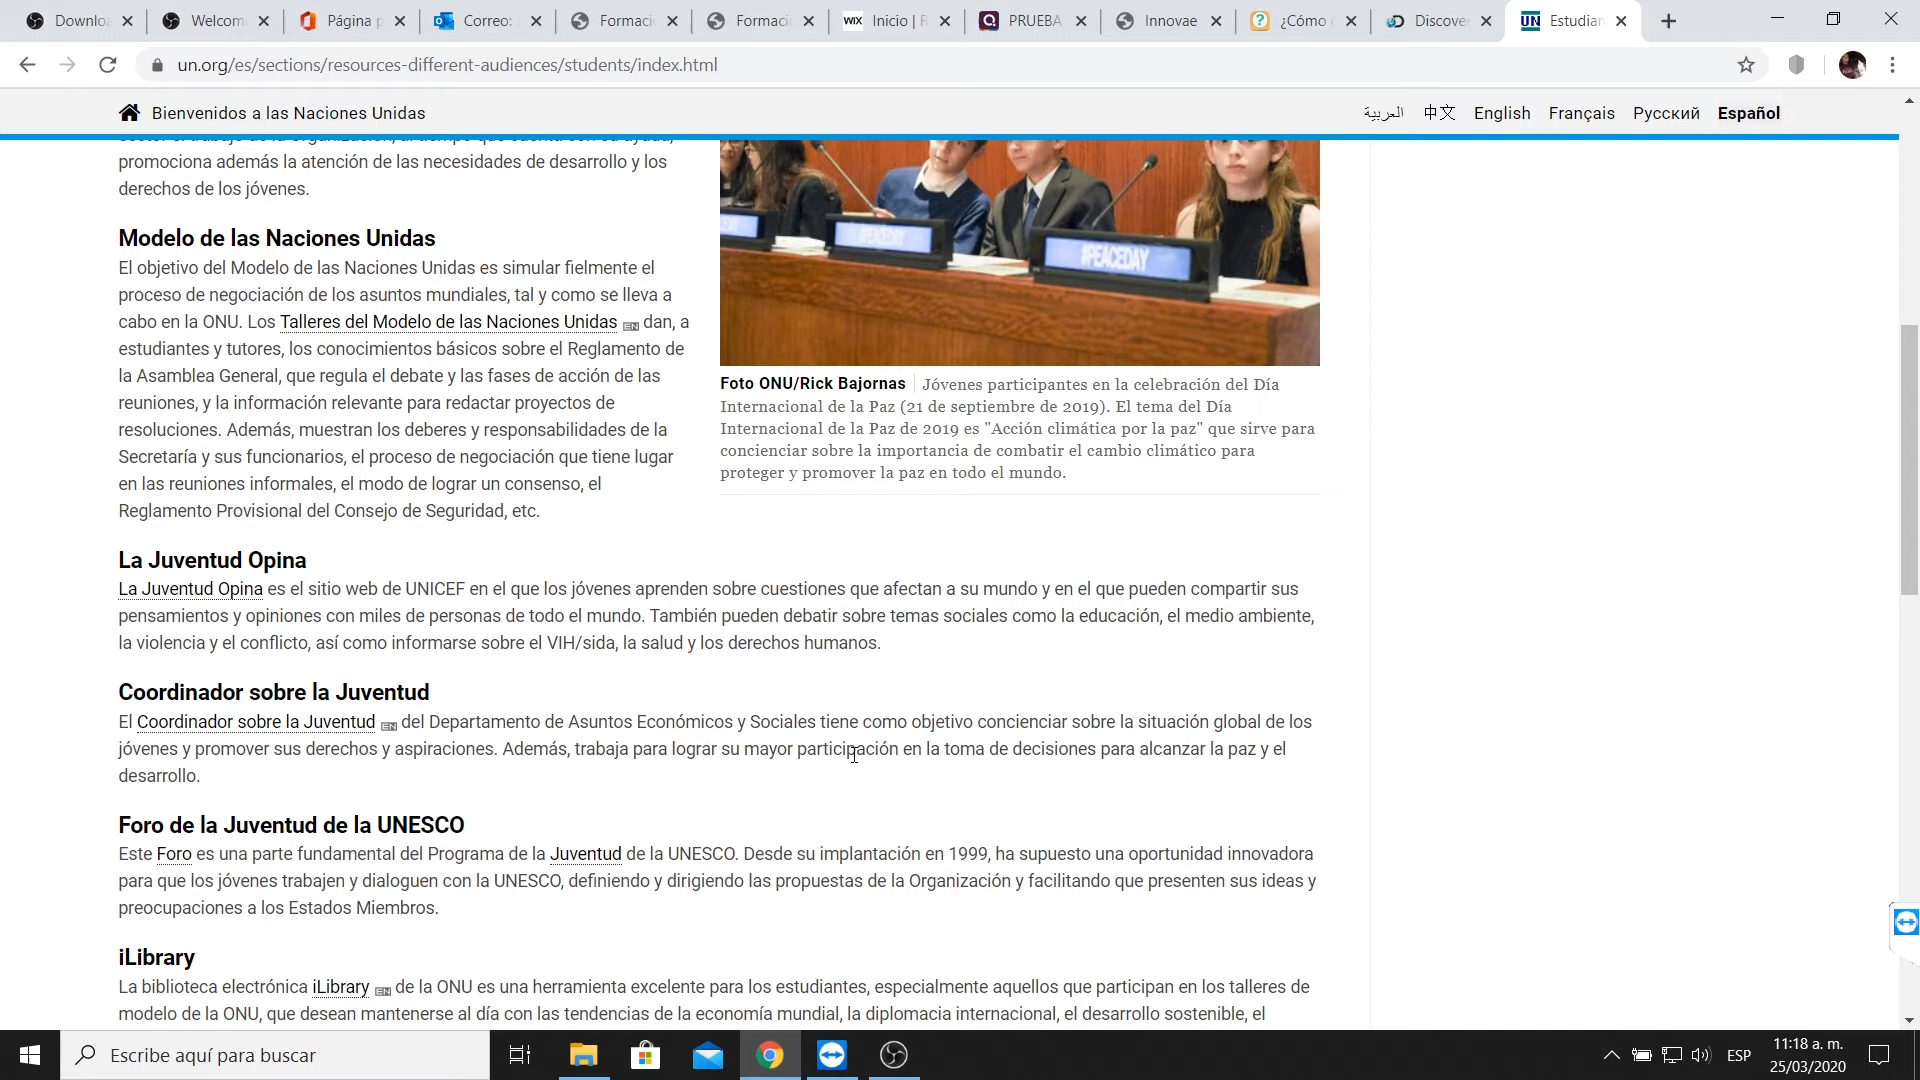 Downloa
Welcom
Página p
Correo:
Formaci
Formaci
WIX Inicio | R
PRUEBA
Innovae
¿Cómo
Discove
UN Estudian
un.org/es/sections/resources-different-audiences/students/index.html
Bienvenidos a las Naciones Unidas
العربية 中文 English Français Русский Español
promociona además la atención de las necesidades de desarrollo y los
derechos de los jóvenes.
Modelo de las Naciones Unidas
El objetivo del Modelo de las Naciones Unidas es simular fielmente el
proceso de negociación de los asuntos mundiales, tal y como se lleva a
cabo en la ONU. Los Talleres del Modelo de las Naciones Unidas EN dan, a
estudiantes y tutores, los conocimientos básicos sobre el Reglamento de
la Asamblea General, que regula el debate y las fases de acción de las
reuniones, y la información relevante para redactar proyectos de
resoluciones. Además, muestran los deberes y responsabilidades de la
Secretaría y sus funcionarios, el proceso de negociación que tiene lugar
en las reuniones informales, el modo de lograr un consenso, el
Reglamento Provisional del Consejo de Seguridad, etc.
#PEACEDAY
#PEACEDAY
Foto ONU/Rick Bajornas Jóvenes participantes en la celebración del Día
Internacional de la Paz (21 de septiembre de 2019). El tema del Día
Internacional de la Paz de 2019 es "Acción climática por la paz" que sirve para
concienciar sobre la importancia de combatir el cambio climático para
proteger y promover la paz en todo el mundo.
La Juventud Opina
La Juventud Opina es el sitio web de UNICEF en el que los jóvenes aprenden sobre cuestiones que afectan a su mundo y en el que pueden compartir sus
pensamientos y opiniones con miles de personas de todo el mundo. También pueden debatir sobre temas sociales como la educación, el medio ambiente,
la violencia y el conflicto, así como informarse sobre el VIH/sida, la salud y los derechos humanos.
Coordinador sobre la Juventud
El Coordinador sobre la Juventud EN del Departamento de Asuntos Económicos y Sociales tiene como objetivo concienciar sobre la situación global de los
jóvenes y promover sus derechos y aspiraciones. Además, trabaja para lograr su mayor participación en la toma de decisiones para alcanzar la paz y el
desarrollo.
Foro de la Juventud de la UNESCO
Este Foro es una parte fundamental del Programa de la Juventud de la UNESCO. Desde su implantación en 1999, ha supuesto una oportunidad innovadora
para que los jóvenes trabajen y dialoguen con la UNESCO, definiendo y dirigiendo las propuestas de la Organización y facilitando que presenten sus ideas y
preocupaciones a los Estados Miembros.
iLibrary
La biblioteca electrónica iLibrary EN de la ONU es una herramienta excelente para los estudiantes, especialmente aquellos que participan en los talleres de
modelo de la ONU, que desean mantenerse al día con las tendencias de la economía mundial, la diplomacia internacional, el desarrollo sostenible, el
Escribe aquí para buscar
ESP
11:18 a. m.
25/03/2020